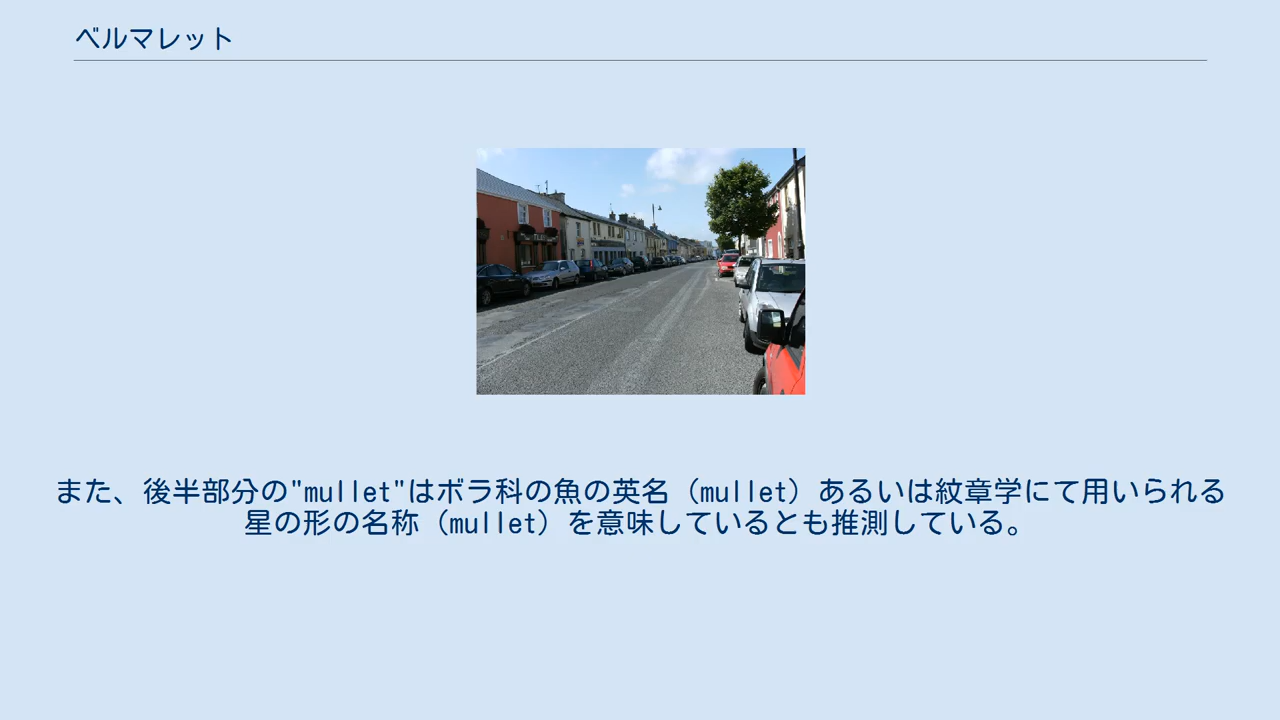 ベルマレット
また、後半部分の"mullet"はボラ科の魚の英名（mullet）あるいは紋章学にて用いられる
星の形の名称（mullet）を意味しているとも推測している。